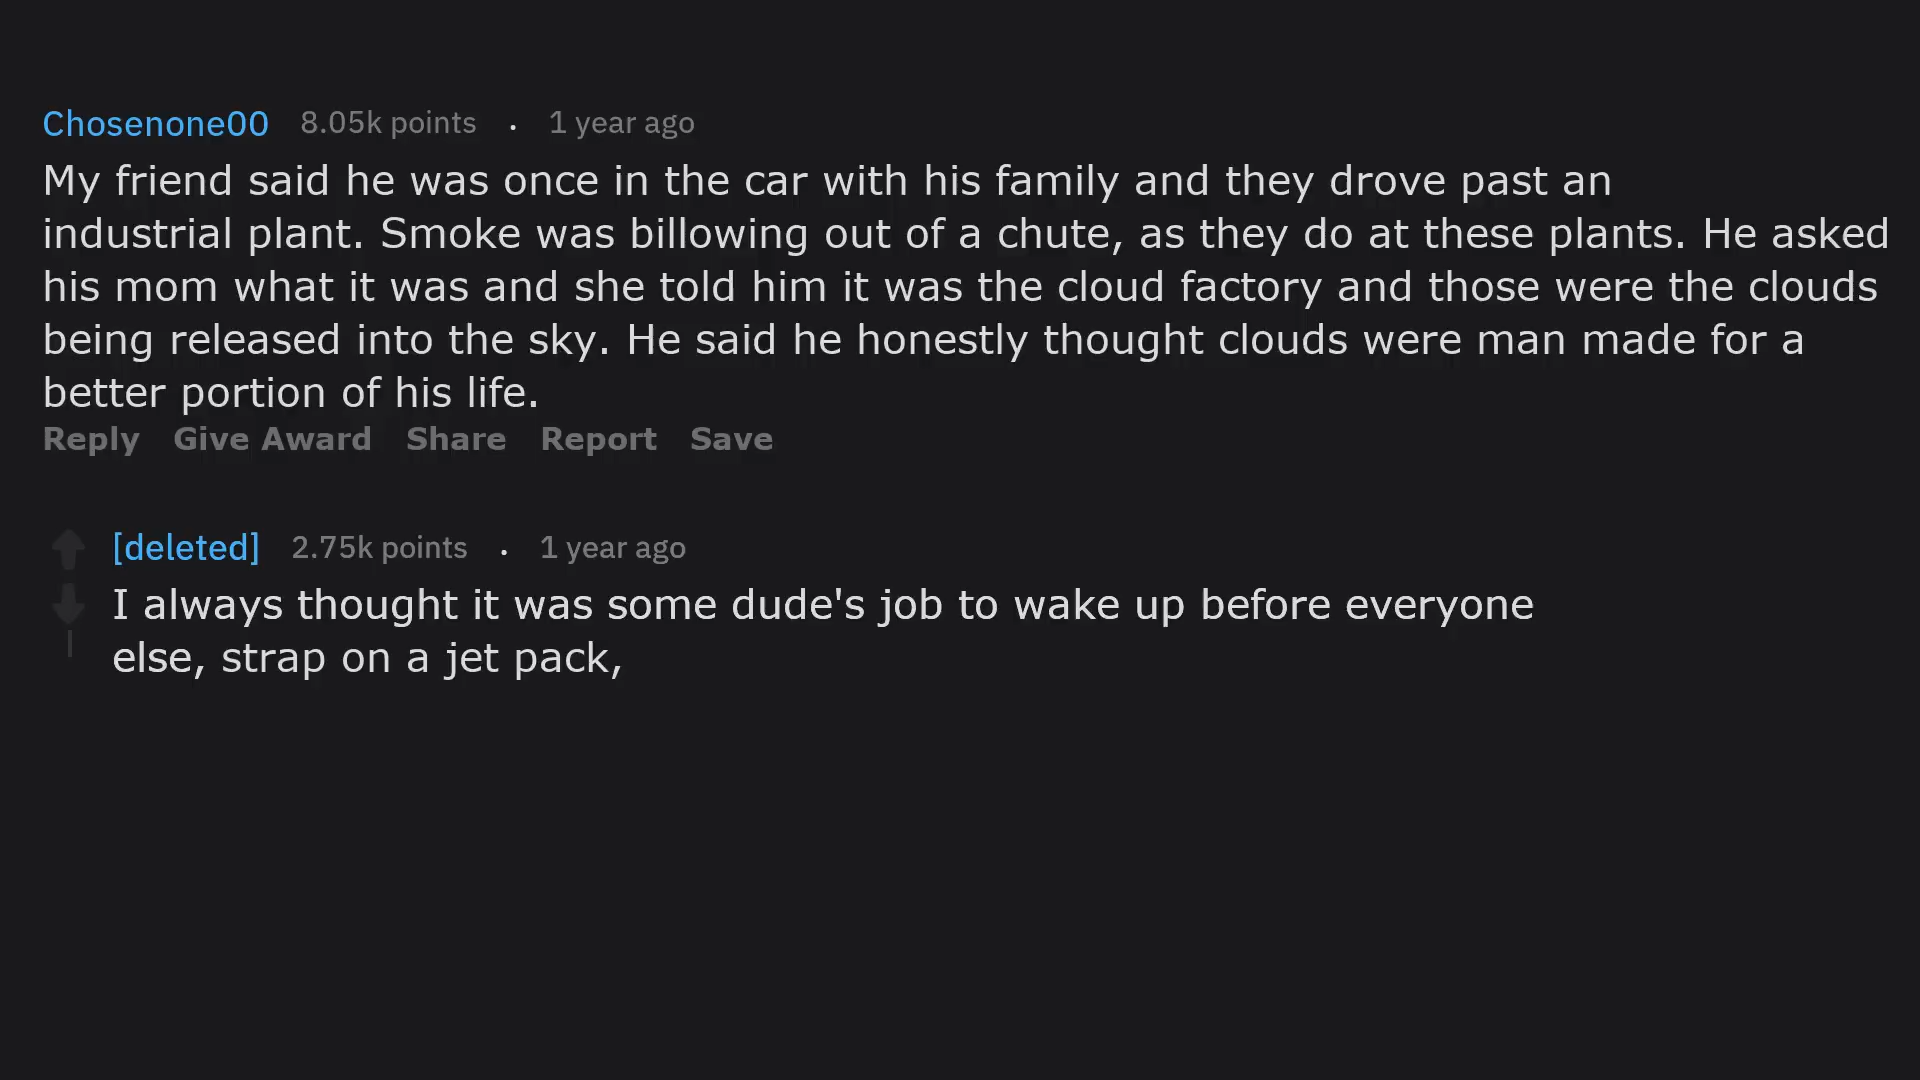 Chosenone00 8.05k points . 1 year ago
My friend said he was once in the car with his family and they drove past an
industrial plant. Smoke was billowing out of a chute, as they do at these plants. He asked
his mom what it was and she told him it was the cloud factory and those were the clouds
being released into the sky. He said he honestly thought clouds were man made for a
better portion of his life.
Reply Give Award Share Report Save
[deleted] 2.75k points . 1 year ago
I always thought it was some dude's job to wake up before everyone
else, strap on a jet pack,